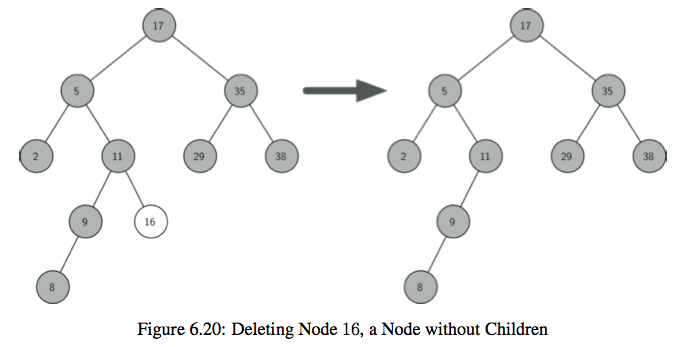 17 17
5 35 5 35
2 11 29 38 2 11 29 38
9 16 9
8 8
Figure 6.20: Deleting Node 16, a Node without Children